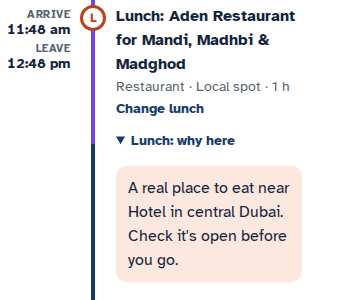 ARRIVE
11:48 am
LEAVE
12:48 pm
L
Lunch: Aden Restaurant
for Mandi, Madhbi &
Madghod
Restaurant · Local spot · 1 h
Change lunch
▼ Lunch: why here
A real place to eat near
Hotel in central Dubai.
Check it's open before
you go.